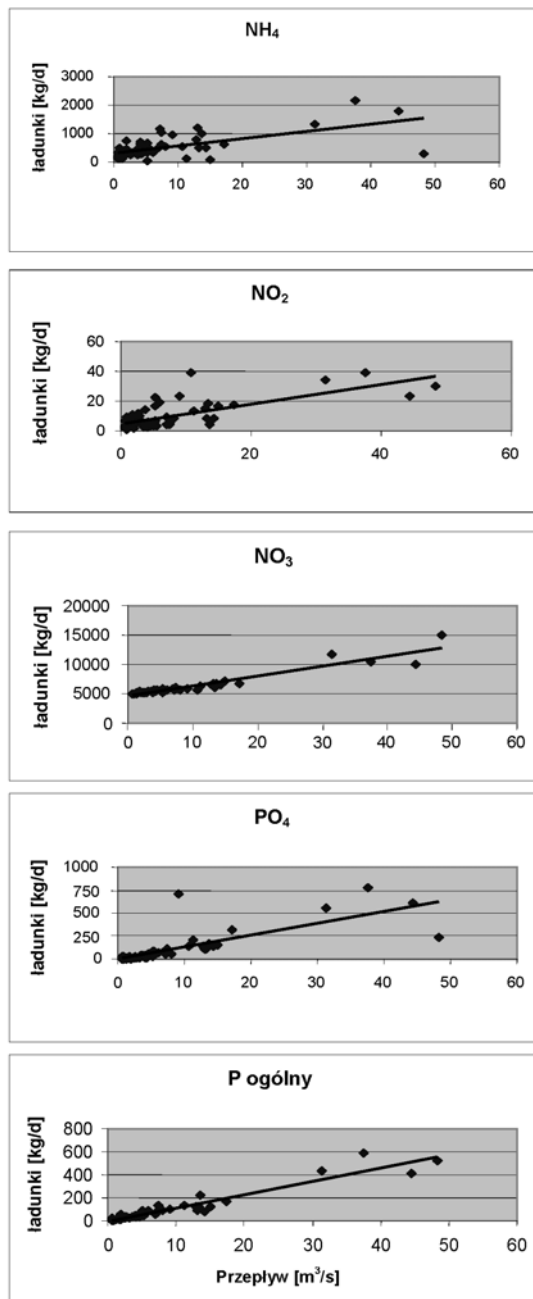 NH₄
ładunki [kg/d]
3000
2000
1000
0
0 10 20 30 40 50 60
NO₂
ładunki [kg/d]
60
40
20
0
0 20 40 60
NO₃
ładunki [kg/d]
20000
15000
10000
5000
0
0 10 20 30 40 50 60
PO₄
ładunki [kg/d]
1000
750
500
250
0
0 10 20 30 40 50 60
P ogólny
ładunki [kg/d]
800
600
400
200
0
0 10 20 30 40 50 60
Przepływ [m³/s]